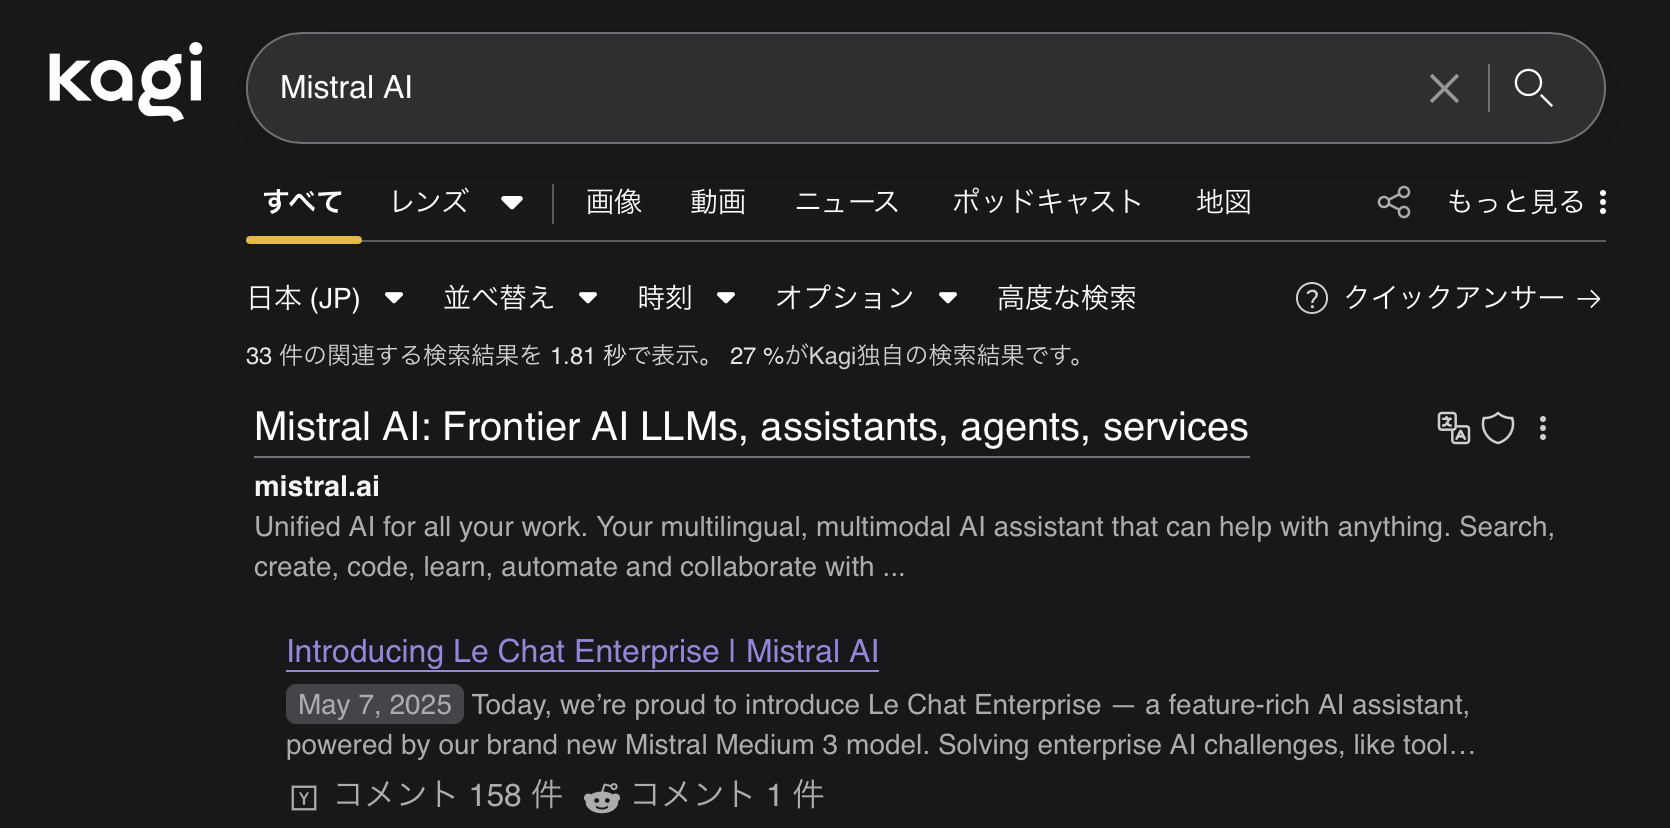 kagi
Mistral AI
すべて レンズ 画像 動画 ニュース ポッドキャスト 地図 もっと見る
日本 (JP) 並べ替え 時刻 オプション 高度な検索 ? クイックアンサー →
33 件の関連する検索結果を 1.81 秒で表示。 27 %がKagi独自の検索結果です。
Mistral AI: Frontier AI LLMs, assistants, agents, services
mistral.ai
Unified AI for all your work. Your multilingual, multimodal AI assistant that can help with anything. Search,
create, code, learn, automate and collaborate with ...
Introducing Le Chat Enterprise | Mistral AI
May 7, 2025 Today, we’re proud to introduce Le Chat Enterprise — a feature-rich AI assistant,
powered by our brand new Mistral Medium 3 model. Solving enterprise AI challenges, like tool…
Y コメント 158 件 コメント 1 件